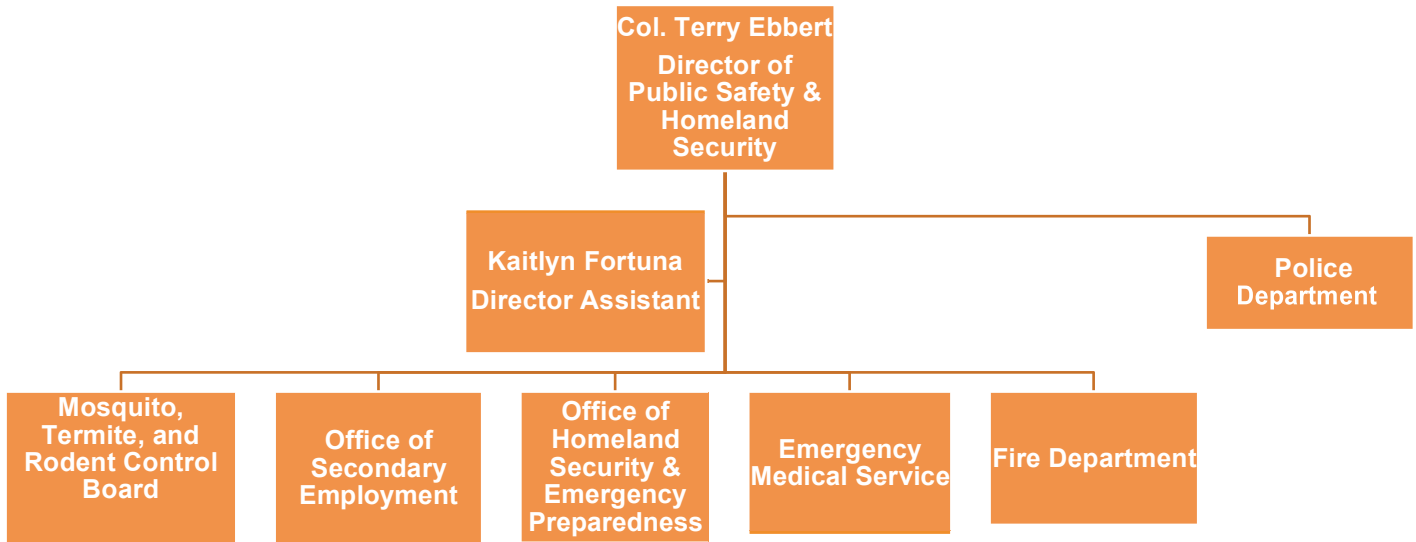 Col. Terry Ebbert
Director of
Public Safety &
Homeland
Security
Kaitlyn Fortuna
Director Assistant
Police
Department
Mosquito,
Termite, and
Rodent Control
Board
Office of
Secondary
Employment
Office of
Homeland
Security &
Emergency
Preparedness
Emergency
Medical Service
Fire Department